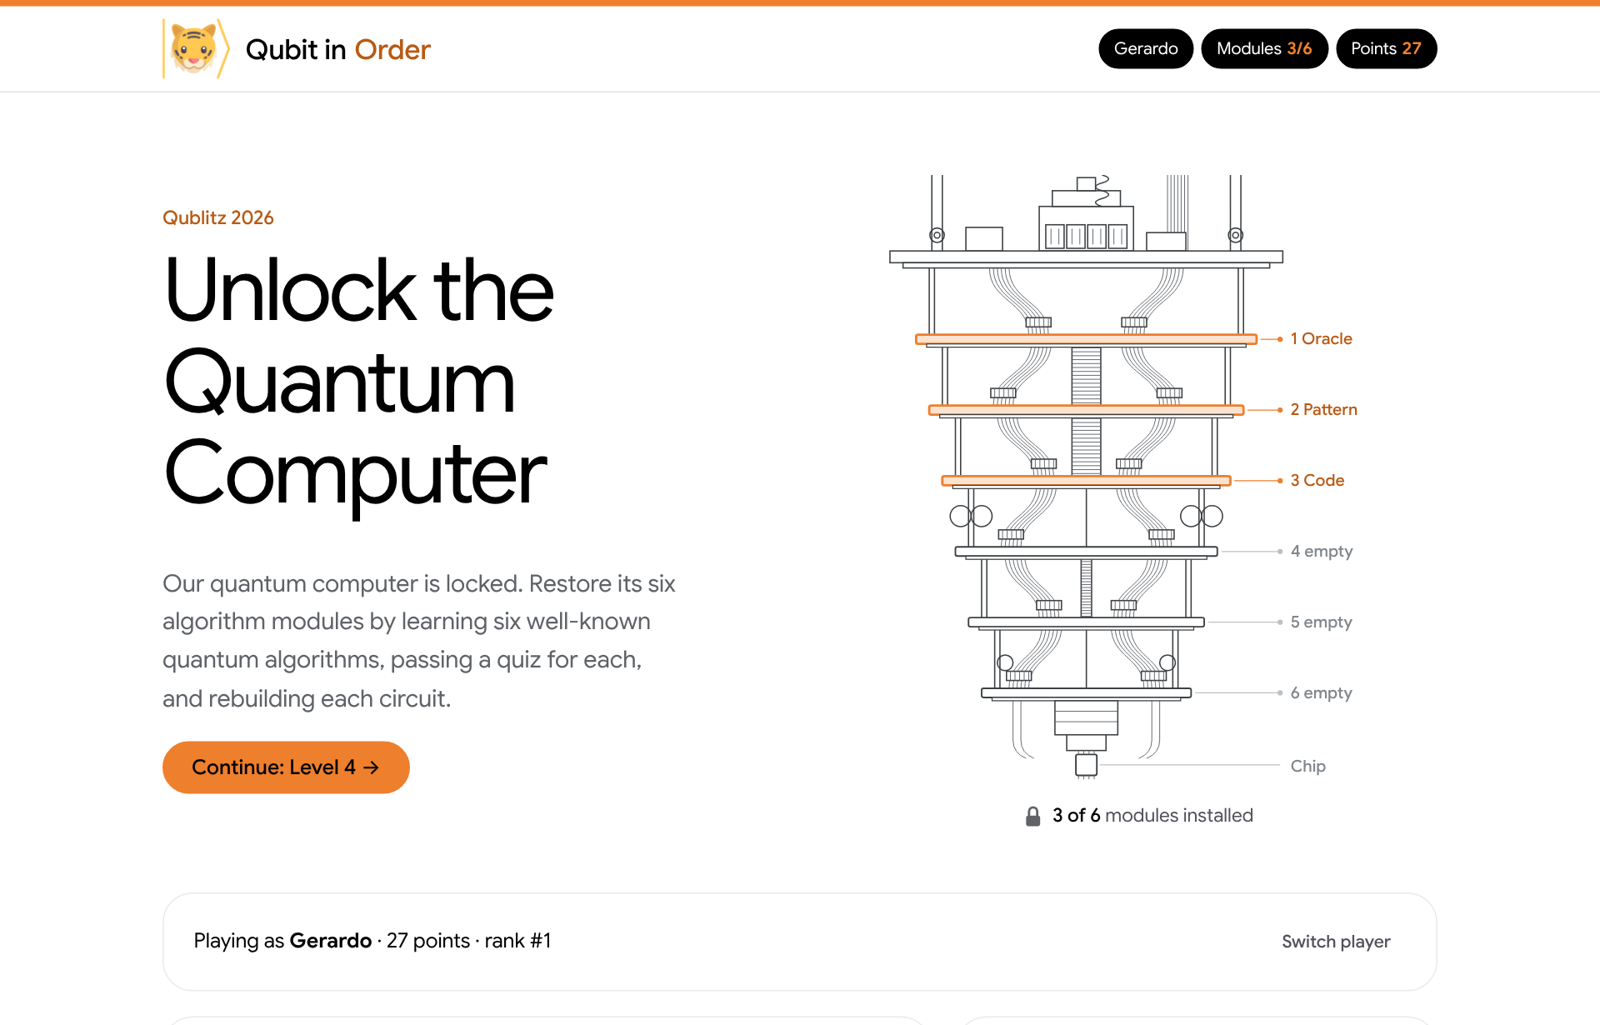 Qubit in Order
Gerardo
Modules 3/6
Points 27
Qublitz 2026
Unlock the
Quantum
Computer
Our quantum computer is locked. Restore its six
algorithm modules by learning six well-known
quantum algorithms, passing a quiz for each,
and rebuilding each circuit.
Continue: Level 4 →
1 Oracle
2 Pattern
3 Code
4 empty
5 empty
6 empty
Chip
3 of 6 modules installed
Playing as Gerardo · 27 points · rank #1
Switch player